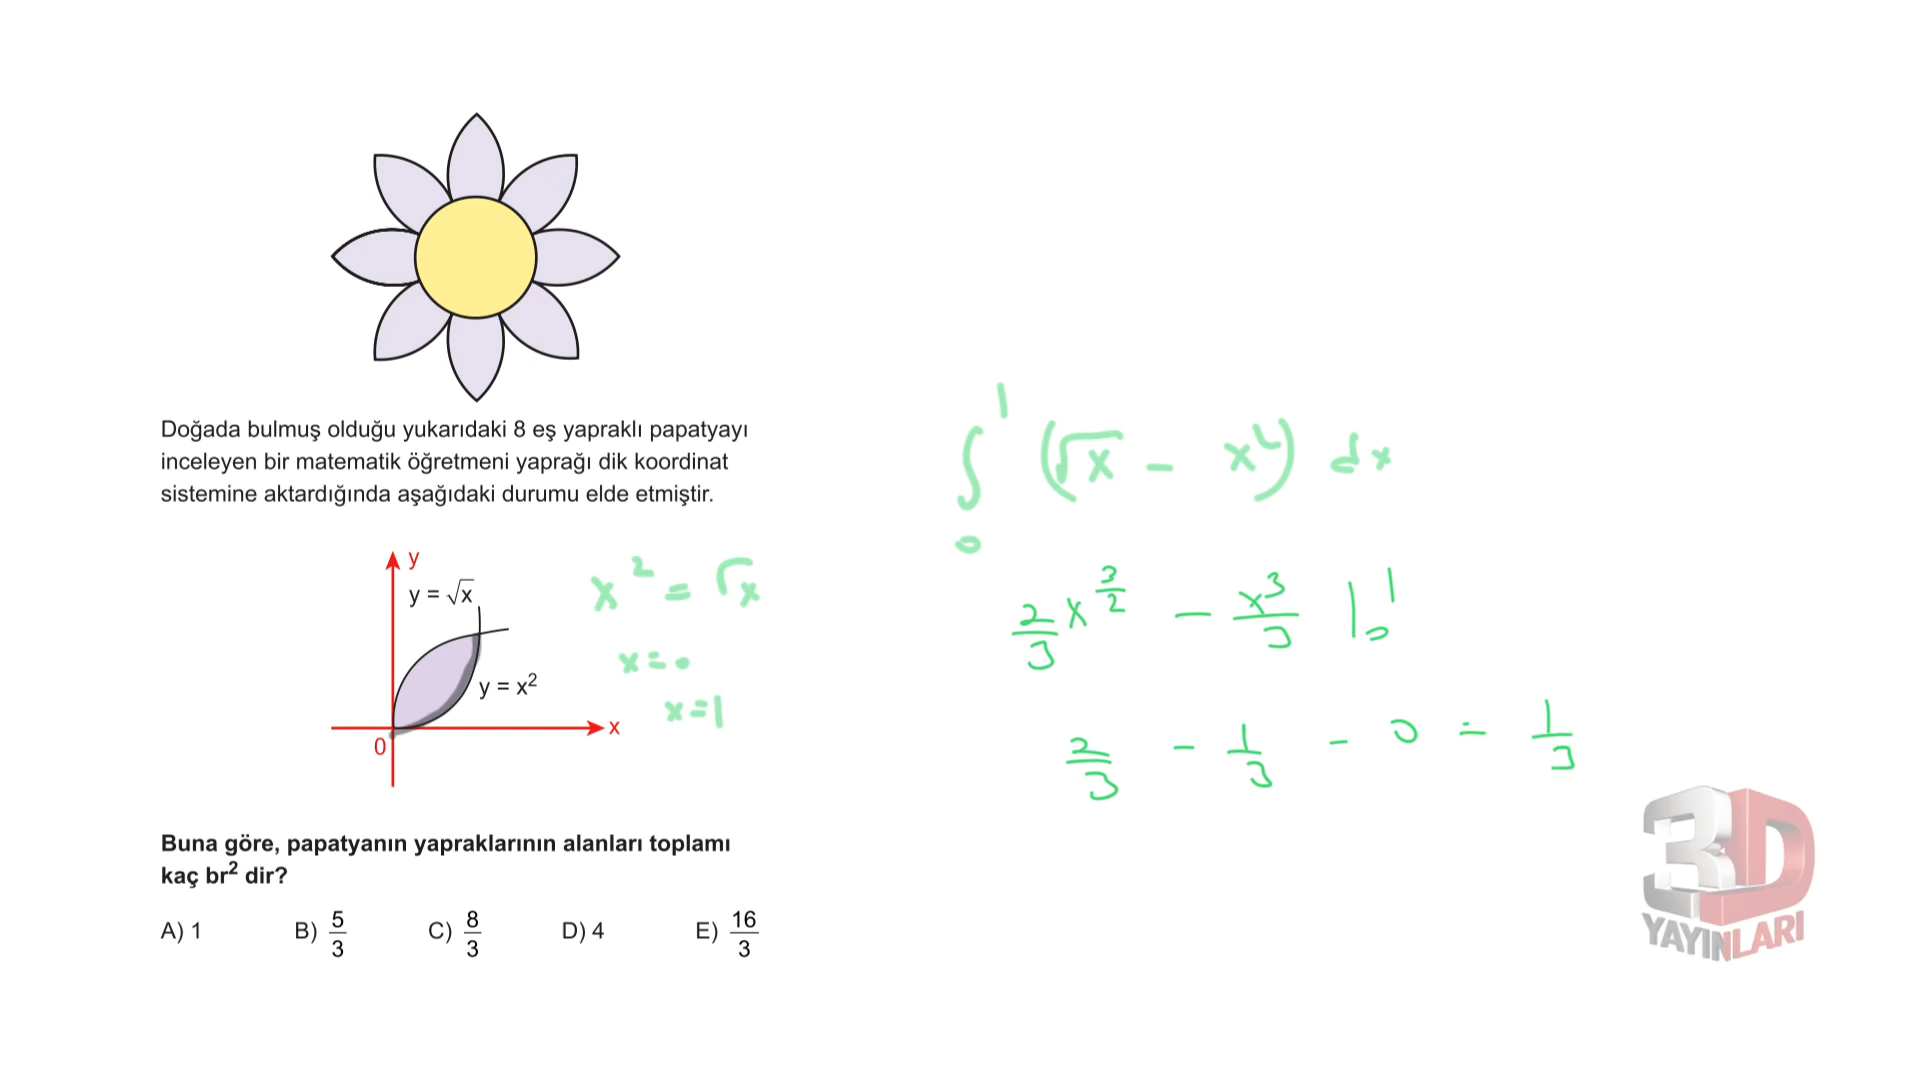 Doğada bulmuş olduğu yukarıdaki 8 eş yapraklı papatyayı
inceleyen bir matematik öğretmeni yaprağı dik koordinat
sistemine aktardığında aşağıdaki durumu elde etmiştir.
y
y = √x
y = x²
x
0
x² = √x
x = 0
x = 1
∫₀¹ (√x - x²) dx
2/3 x^(3/2) - x³/3 |₀¹
2/3 - 1/3 - 0 = 1/3
Buna göre, papatyanın yapraklarının alanları toplamı
kaç br² dir?
A) 1 B) 5/3 C) 8/3 D) 4 E) 16/3
3D
YAYINLARI